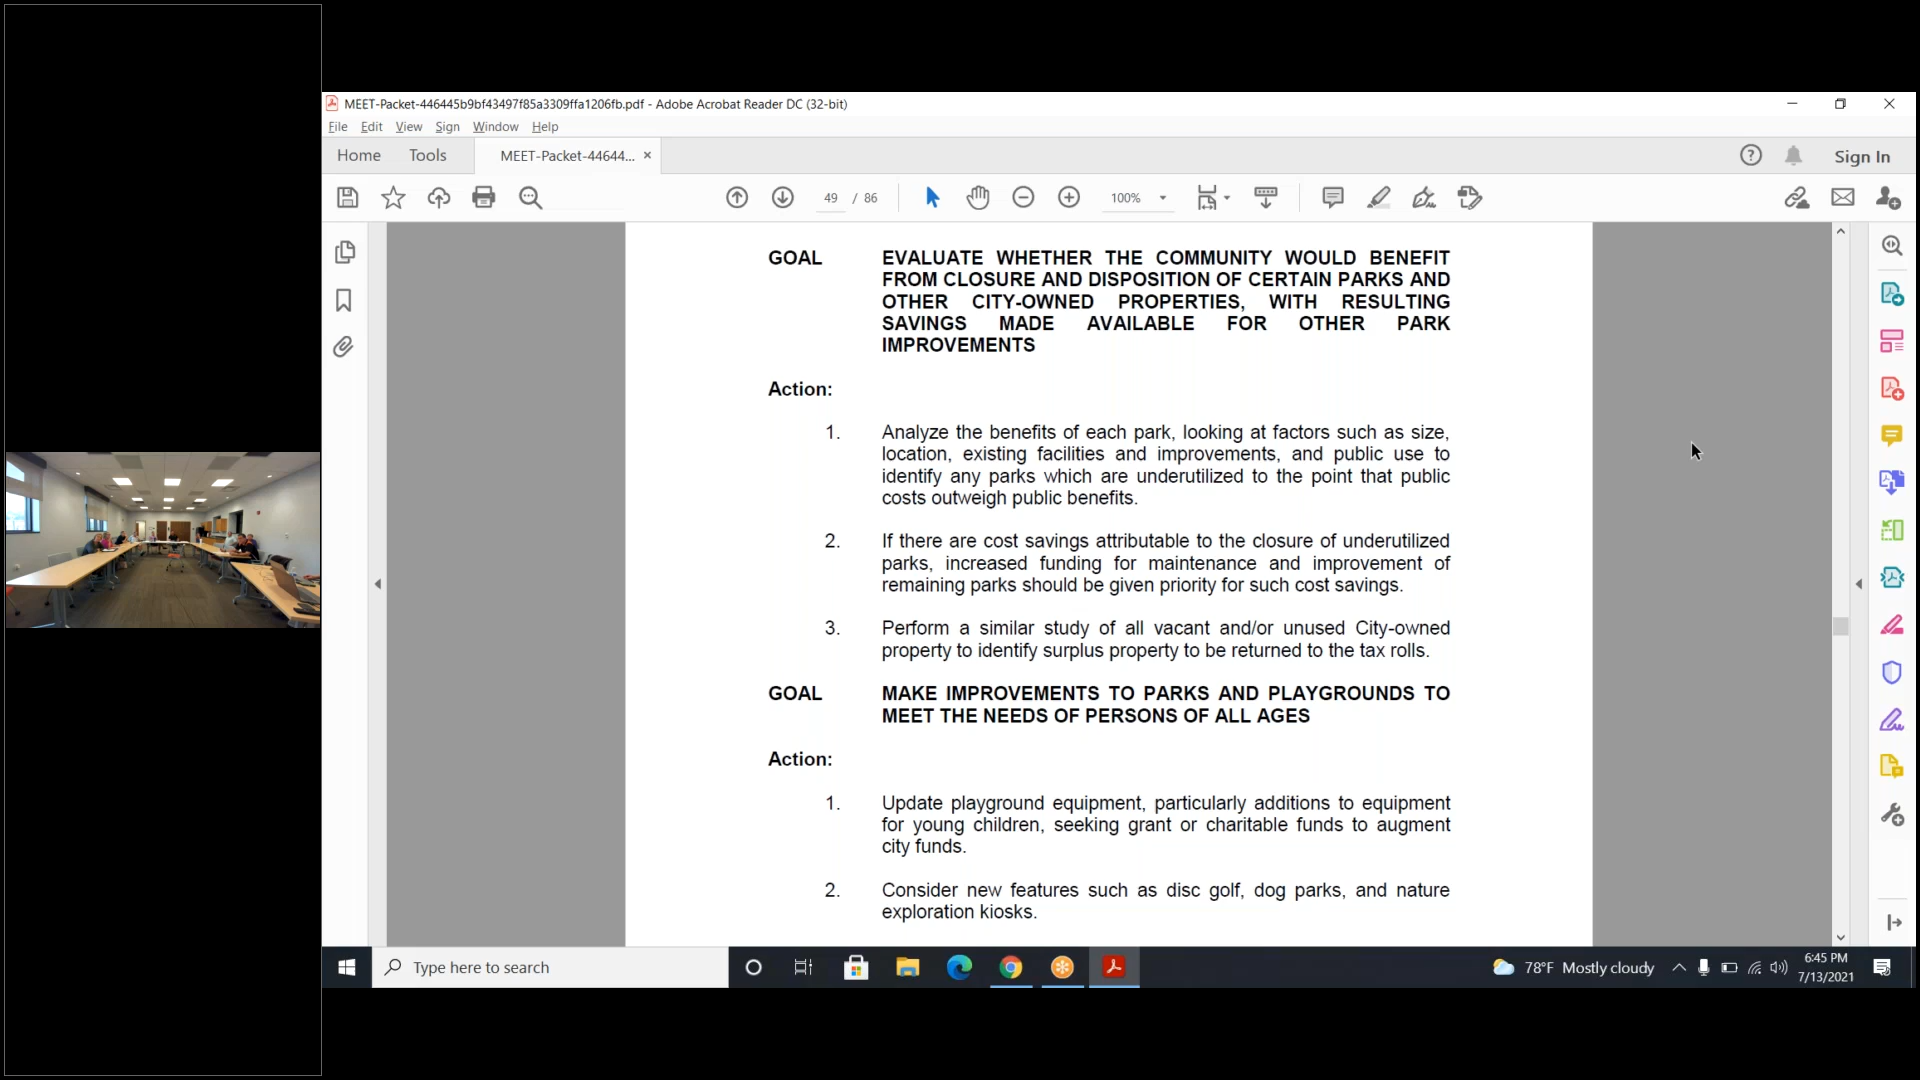 MEET-Packet-446445b9bf43497f85a3309ffa1206fb.pdf - Adobe Acrobat Reader DC (32-bit)
File Edit View Sign Window Help
Home Tools MEET-Packet-44644... × Sign In
49 / 86 100%
GOAL EVALUATE WHETHER THE COMMUNITY WOULD BENEFIT
FROM CLOSURE AND DISPOSITION OF CERTAIN PARKS AND
OTHER CITY-OWNED PROPERTIES, WITH RESULTING
SAVINGS MADE AVAILABLE FOR OTHER PARK
IMPROVEMENTS
Action:
1. Analyze the benefits of each park, looking at factors such as size,
location, existing facilities and improvements, and public use to
identify any parks which are underutilized to the point that public
costs outweigh public benefits.
2. If there are cost savings attributable to the closure of underutilized
parks, increased funding for maintenance and improvement of
remaining parks should be given priority for such cost savings.
3. Perform a similar study of all vacant and/or unused City-owned
property to identify surplus property to be returned to the tax rolls.
GOAL MAKE IMPROVEMENTS TO PARKS AND PLAYGROUNDS TO
MEET THE NEEDS OF PERSONS OF ALL AGES
Action:
1. Update playground equipment, particularly additions to equipment
for young children, seeking grant or charitable funds to augment
city funds.
2. Consider new features such as disc golf, dog parks, and nature
exploration kiosks.
Type here to search
78°F Mostly cloudy
6:45 PM
7/13/2021